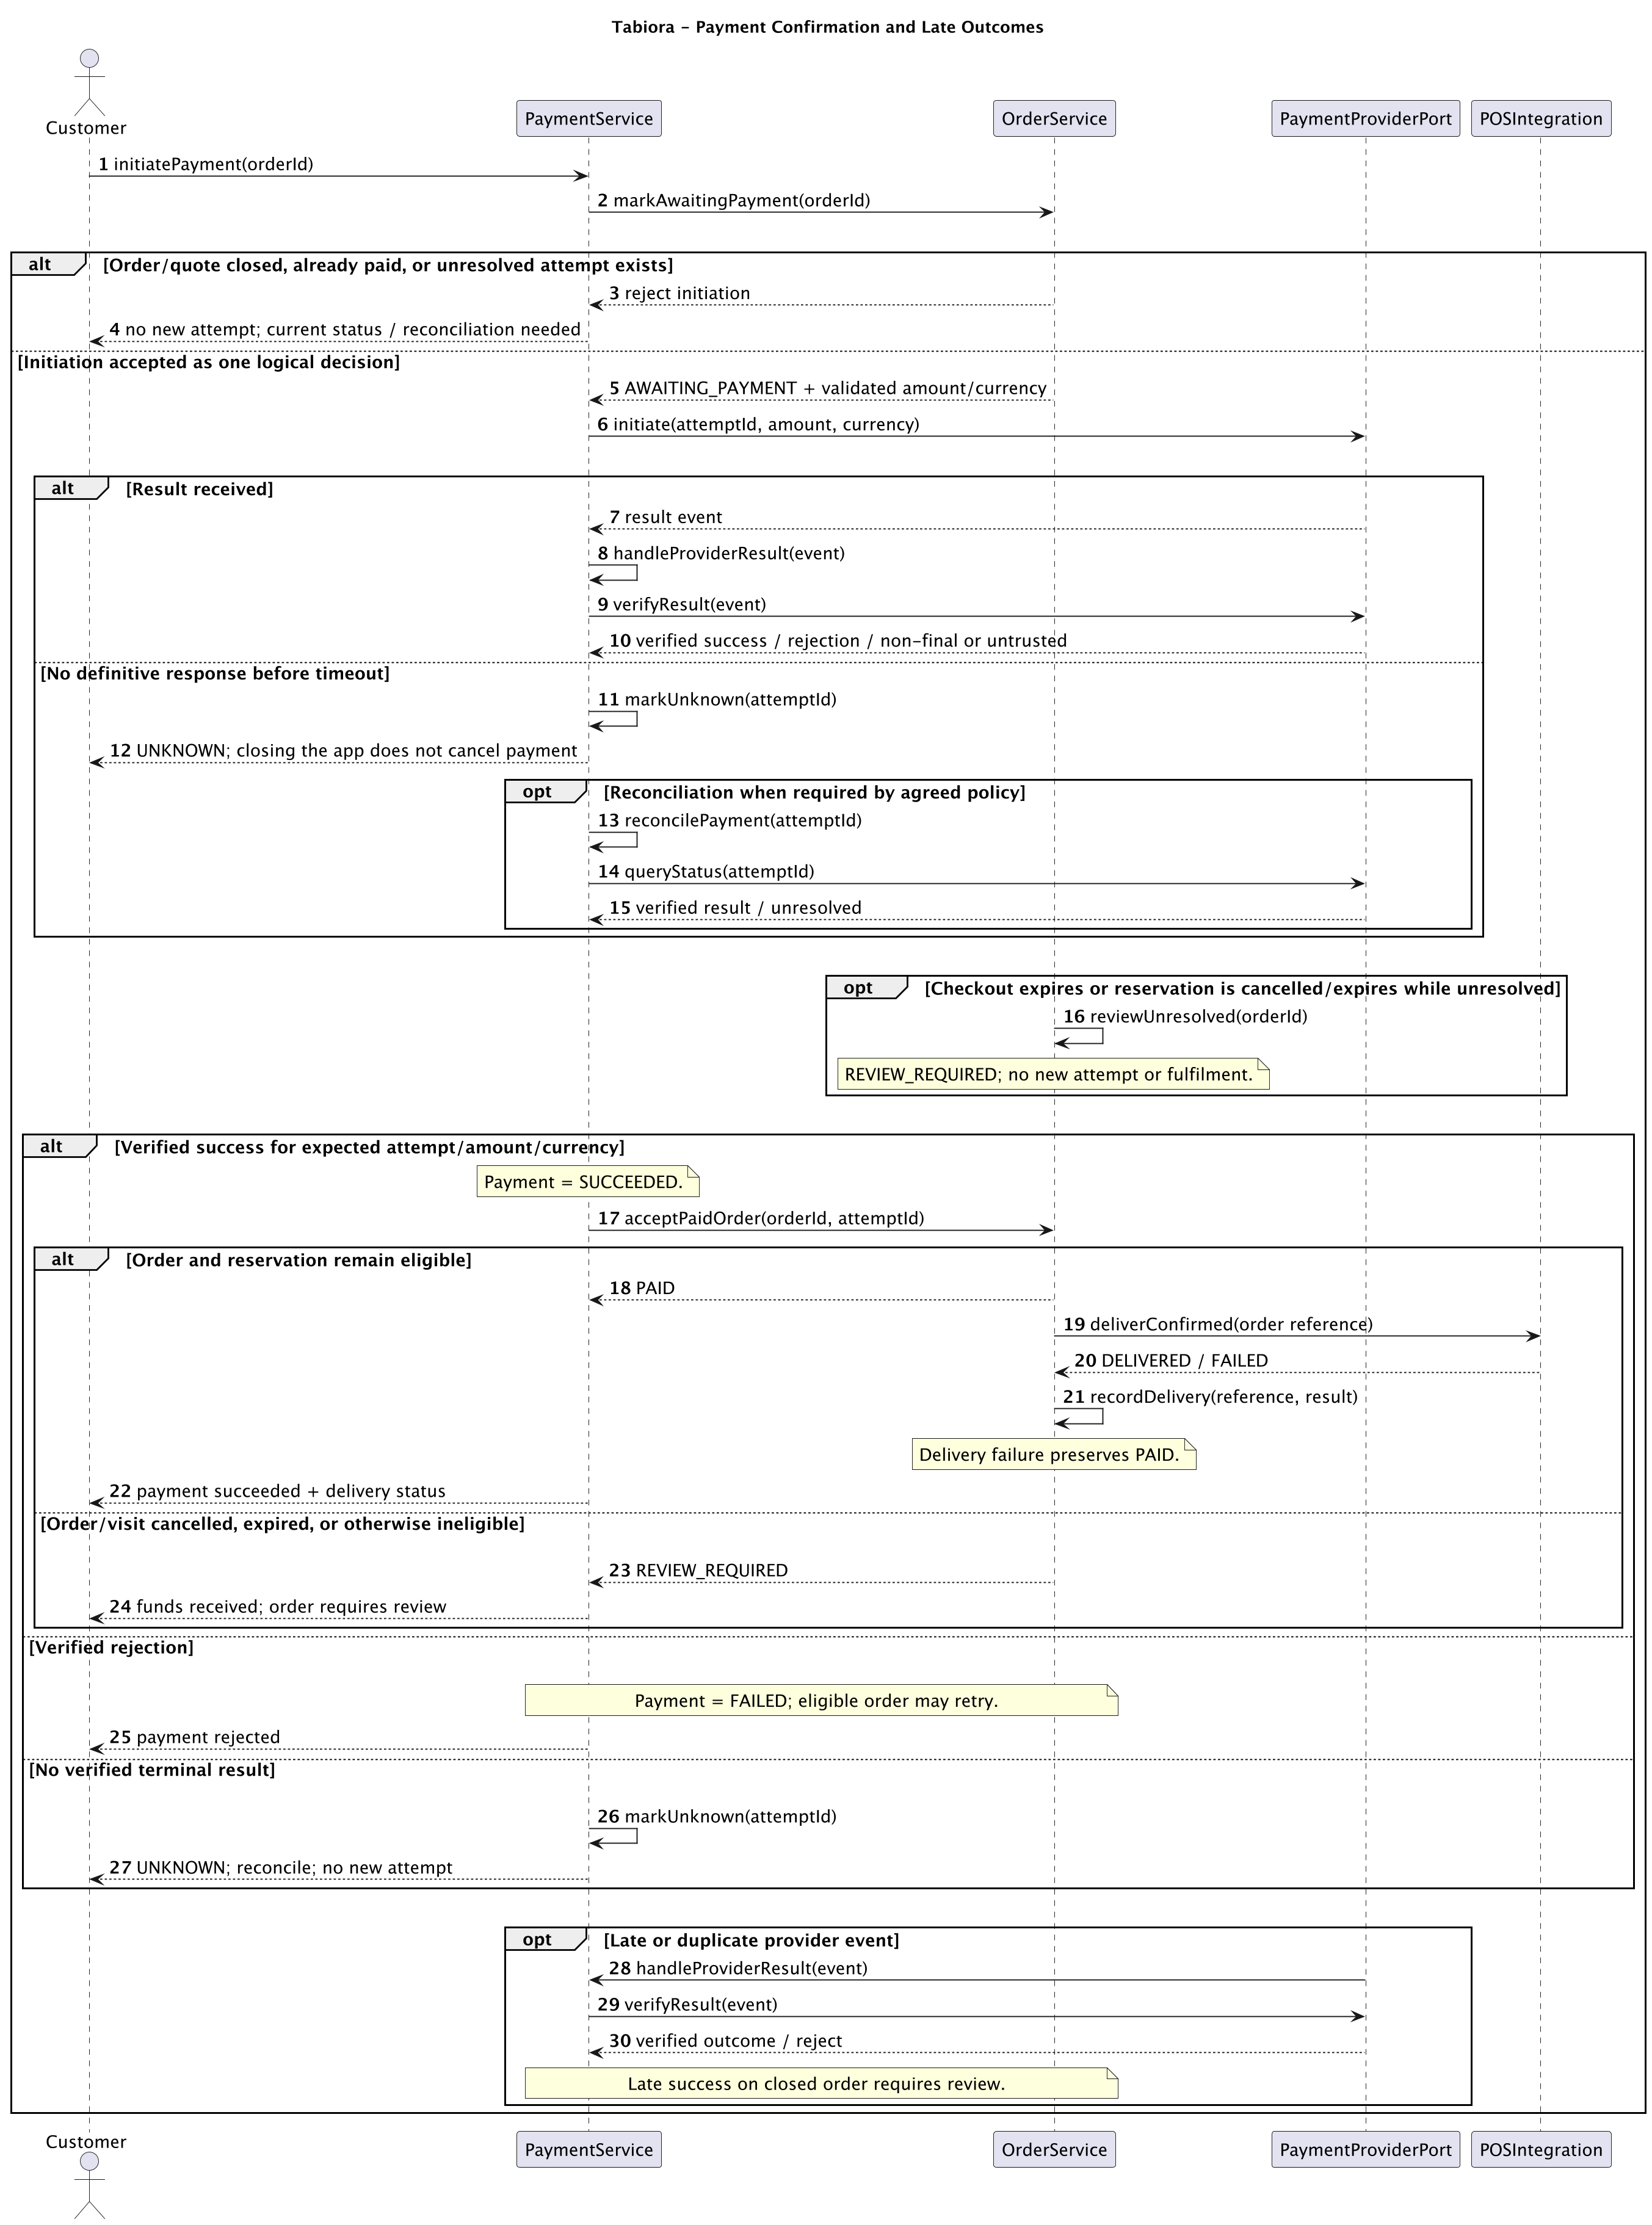 Tabiora – Payment Confirmation and Late Outcomes
Customer
PaymentService
OrderService
PaymentProviderPort
POSIntegration
1 initiatePayment(orderId)
2 markAwaitingPayment(orderId)
alt [Order/quote closed, already paid, or unresolved attempt exists]
3 reject initiation
4 no new attempt; current status / reconciliation needed
[Initiation accepted as one logical decision]
5 AWAITING_PAYMENT + validated amount/currency
6 initiate(attemptId, amount, currency)
alt [Result received]
7 result event
8 handleProviderResult(event)
9 verifyResult(event)
10 verified success / rejection / non-final or untrusted
[No definitive response before timeout]
11 markUnknown(attemptId)
12 UNKNOWN; closing the app does not cancel payment
opt [Reconciliation when required by agreed policy]
13 reconcilePayment(attemptId)
14 queryStatus(attemptId)
15 verified result / unresolved
opt [Checkout expires or reservation is cancelled/expires while unresolved]
16 reviewUnresolved(orderId)
REVIEW_REQUIRED; no new attempt or fulfilment.
alt [Verified success for expected attempt/amount/currency]
Payment = SUCCEEDED.
17 acceptPaidOrder(orderId, attemptId)
alt [Order and reservation remain eligible]
18 PAID
19 deliverConfirmed(order reference)
20 DELIVERED / FAILED
21 recordDelivery(reference, result)
Delivery failure preserves PAID.
22 payment succeeded + delivery status
[Order/visit cancelled, expired, or otherwise ineligible]
23 REVIEW_REQUIRED
24 funds received; order requires review
[Verified rejection]
Payment = FAILED; eligible order may retry.
25 payment rejected
[No verified terminal result]
26 markUnknown(attemptId)
27 UNKNOWN; reconcile; no new attempt
opt [Late or duplicate provider event]
28 handleProviderResult(event)
29 verifyResult(event)
30 verified outcome / reject
Late success on closed order requires review.
Customer
PaymentService
OrderService
PaymentProviderPort
POSIntegration